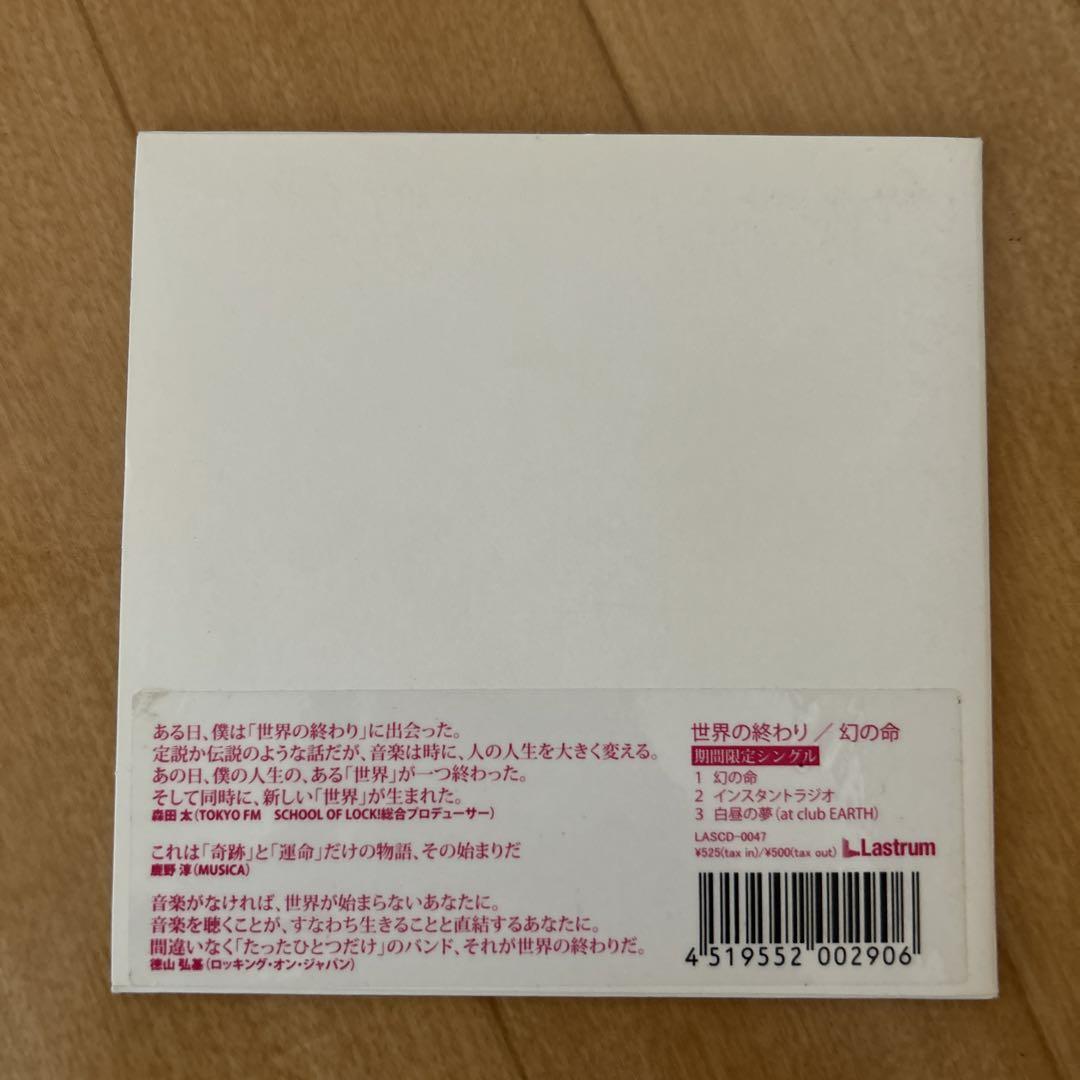 ある日、僕は「世界の終わり」に出会った。
定説か伝説のような話だが、音楽は時に、人の人生を大きく変える。
あの日、僕の人生の、ある「世界」が一つ終わった。
そして同時に、新しい「世界」が生まれた。
森田 太（TOKYO FM　SCHOOL OF LOCK!総合プロデューサー）
これは「奇跡」と「運命」だけの物語、その始まりだ
鹿野 淳（MUSICA）
音楽がなければ、世界が始まらないあなたに。
音楽を聴くことが、すなわち生きることと直結するあなたに。
間違いなく「たったひとつだけ」のバンド、それが世界の終わりだ。
徳山 弘基（ロッキング・オン・ジャパン）
世界の終わり／幻の命
期間限定シングル
1 幻の命
2 インスタントラジオ
3 白昼の夢（at club EARTH）
LASCD-0047
¥525(tax in)/¥500(tax out) Lastrum
4 519552 002906